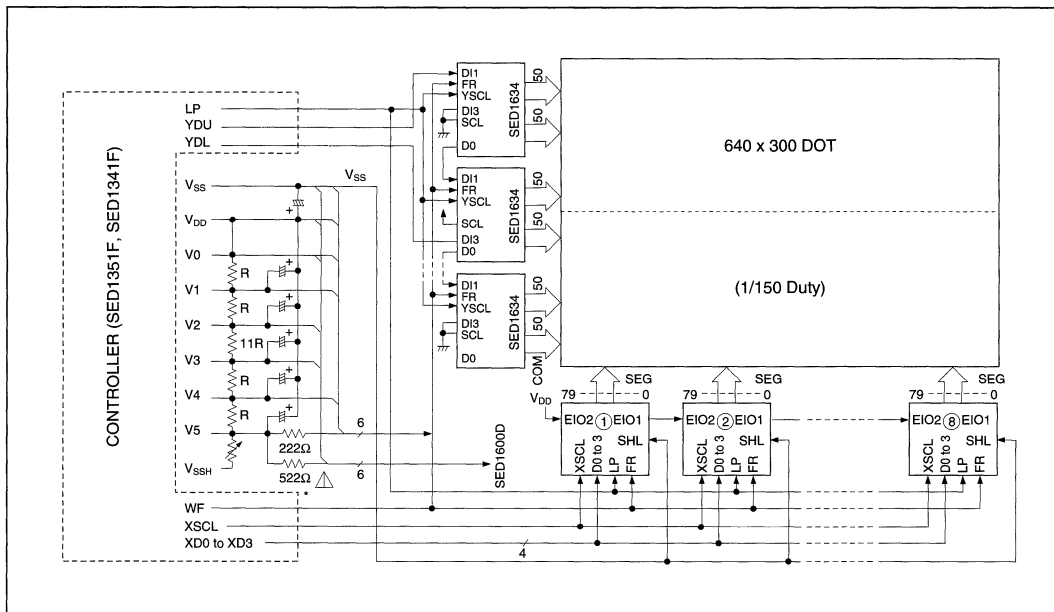 CONTROLLER (SED1351F, SED1341F)
LP
YDU
YDL
VSS
VDD
V0
V1
V2
V3
V4
V5
VSSH
WF
XSCL
XD0 to XD3
R
R
11R
R
R
+
+
+
+
+
+
VSS
222Ω
522Ω
*
6
6
4
SED1600D
DI1
FR
YSCL
DI3
SCL
D0
SED1634
50
50
DI1
FR
YSCL
SCL
DI3
D0
SED1634
50
50
DI1
FR
YSCL
DI3
SCL
D0
SED1634
50
50
COM
640 x 300 DOT
(1/150 Duty)
VDD
SEG
79
0
EIO2 1 EIO1
SHL
XSCL
D0 to 3
LP
FR
SEG
79
0
EIO2 2 EIO1
SHL
XSCL
D0 to 3
LP
FR
SEG
79
0
EIO2 8 EIO1
SHL
XSCL
D0 to 3
LP
FR